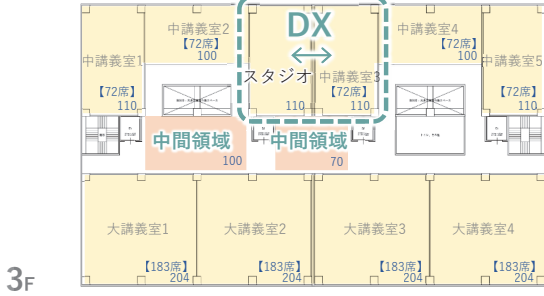 DX
中講義室2
【72席】
100
中講義室4
【72席】
100
中講義室1
【72席】
110
スタジオ
110
中講義室3
【72席】
110
中講義室5
【72席】
110
中間領域
100
中間領域
70
大講義室1
【183席】
204
大講義室2
【183席】
204
大講義室3
【183席】
204
大講義室4
【183席】
204
3F